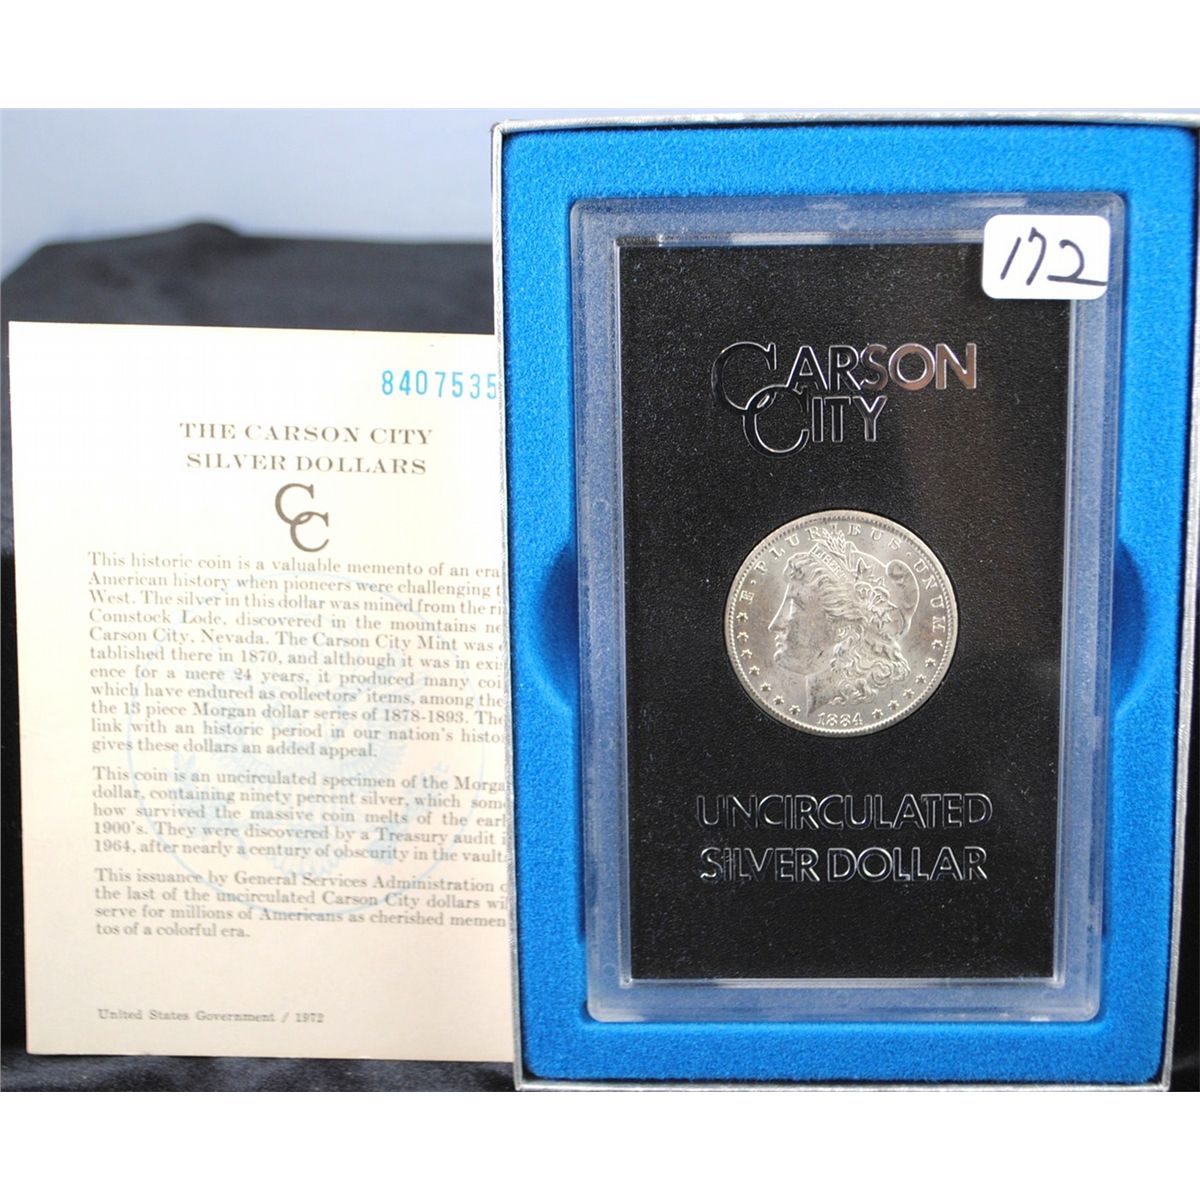 8407535
THE CARSON CITY
SILVER DOLLARS
CC
This historic coin is a valuable memento of an era
American history when pioneers were challenging
West. The silver in this dollar was mined from the
Comstock Lode, discovered in the mountains
Carson City, Nevada. The Carson City Mint was
tablished there in 1870, and although it was in
ence for a mere 24 years, it produced many
which have endured as collectors' items, among the
the 13 piece Morgan dollar series of 1878-1893.
link with an historic period in our nation's
gives these dollars an added appeal.
This coin is an uncirculated specimen of the
dollar, containing ninety percent silver, which
how survived the massive coin melts of the
1900's. They were discovered by a Treasury audit
1964, after nearly a century of obscurity in the
This issuance by General Services Administration
the last of the uncirculated Carson City dollars
serve for millions of Americans as cherished
tos of a colorful era.
United States Government / 1972
172
CARSON
CITY
E·PLURIBUS·UNUM
LIBERTY
1884
UNCIRCULATED
SILVER DOLLAR